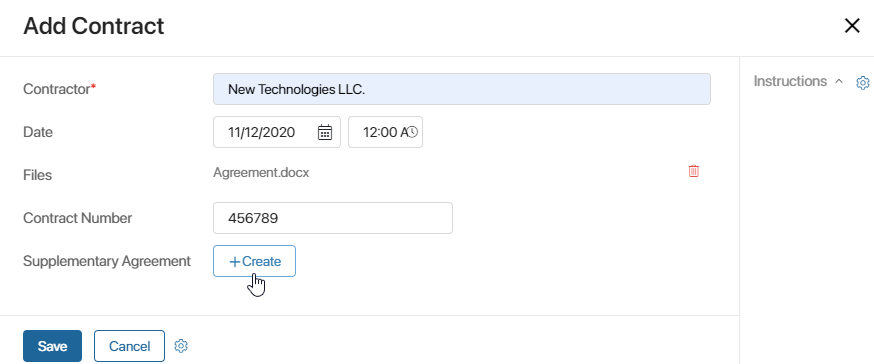 Add Contract
Instructions
Contractor* New Technologies LLC.
Date 11/12/2020 12:00 A
Files Agreement.docx
Contract Number 456789
Supplementary Agreement +Create
Save Cancel